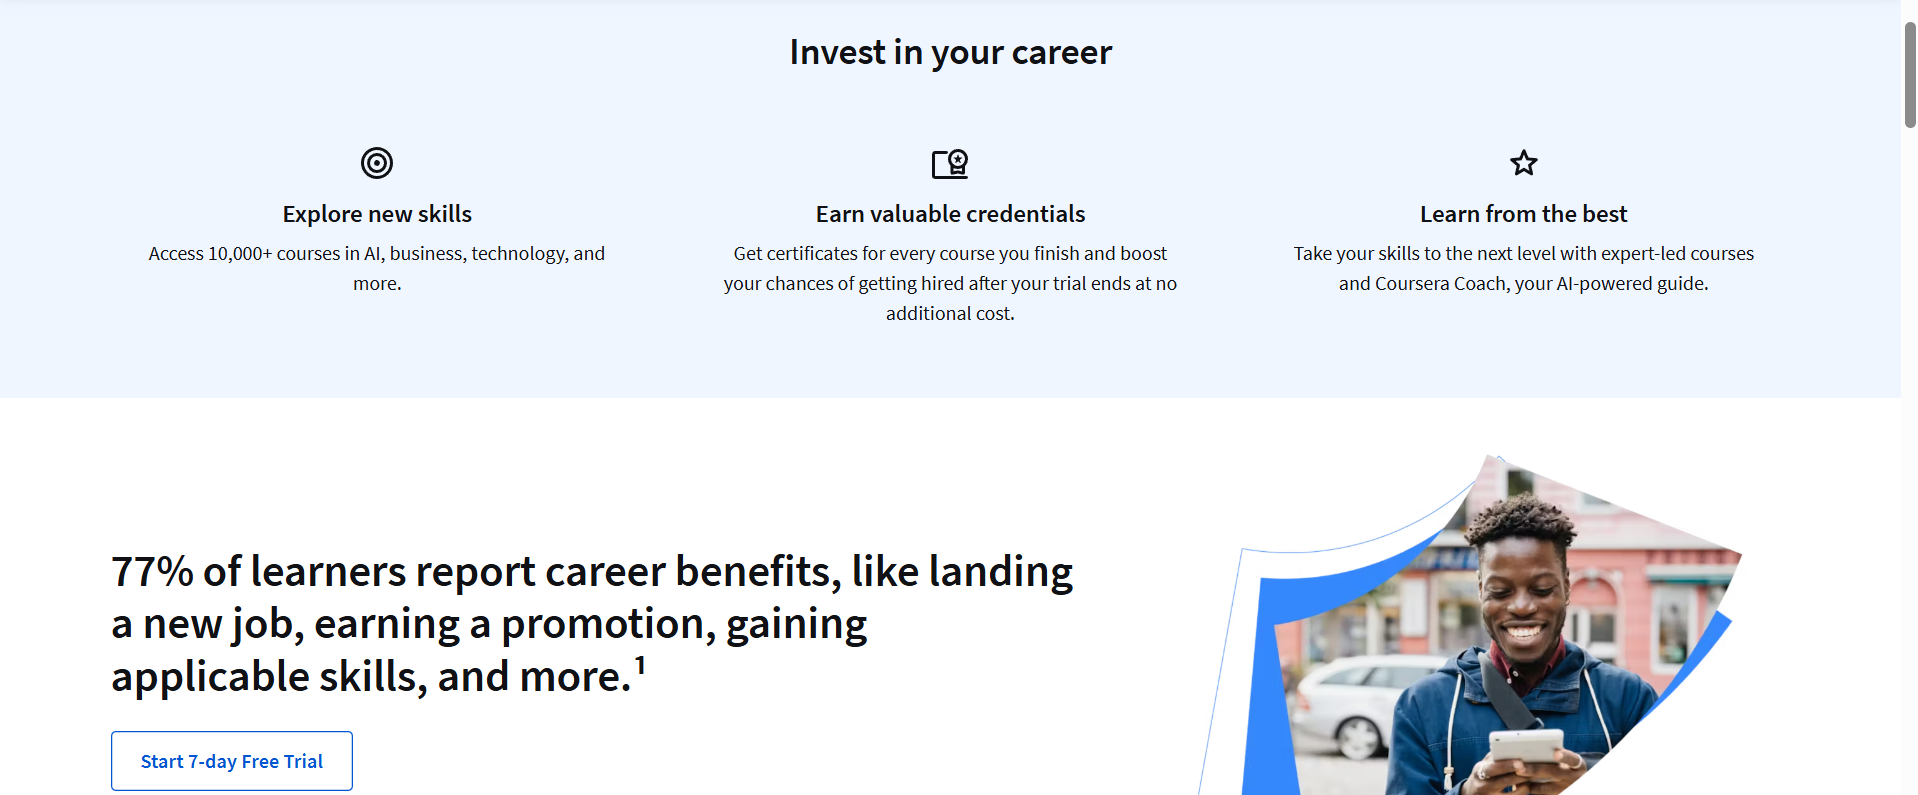 Invest in your career
Explore new skills
Access 10,000+ courses in AI, business, technology, and
more.
Earn valuable credentials
Get certificates for every course you finish and boost
your chances of getting hired after your trial ends at no
additional cost.
Learn from the best
Take your skills to the next level with expert-led courses
and Coursera Coach, your AI-powered guide.
77% of learners report career benefits, like landing
a new job, earning a promotion, gaining
applicable skills, and more.¹
Start 7-day Free Trial